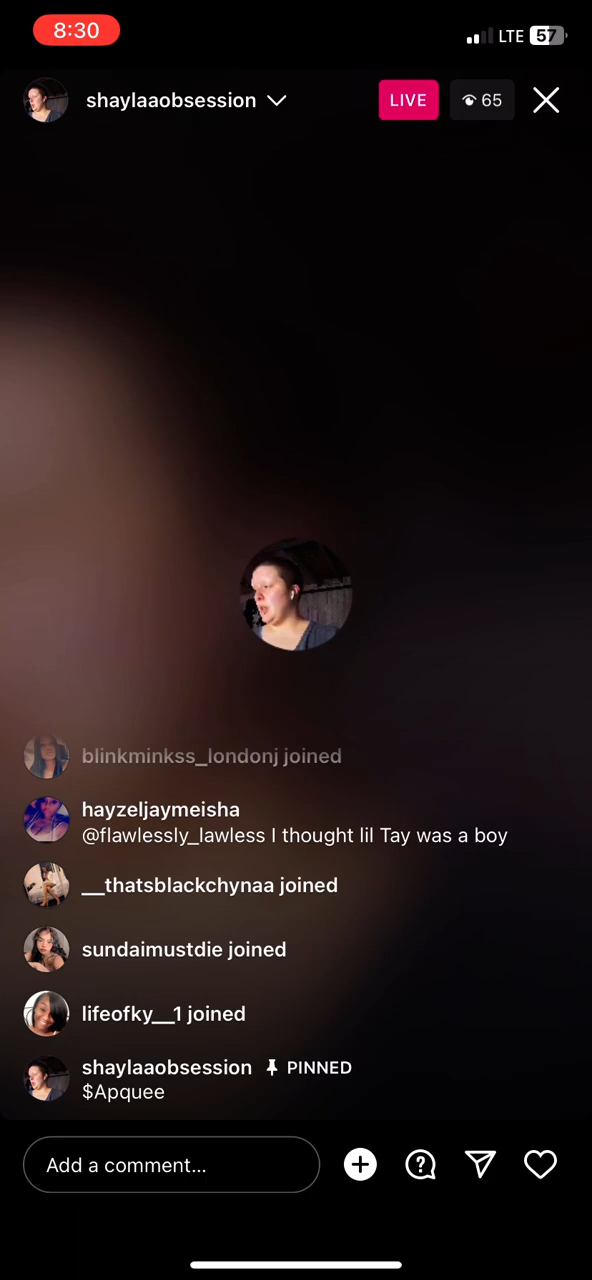 8:30
LTE 57
shaylaaobsession
LIVE
65
blinkminkss_londonj joined
hayzeljaymeisha
@flawlessly_lawless I thought lil Tay was a boy
__thatsblackchynaa joined
sundaimustdie joined
lifeofky__1 joined
shaylaaobsession PINNED
$Apquee
Add a comment...